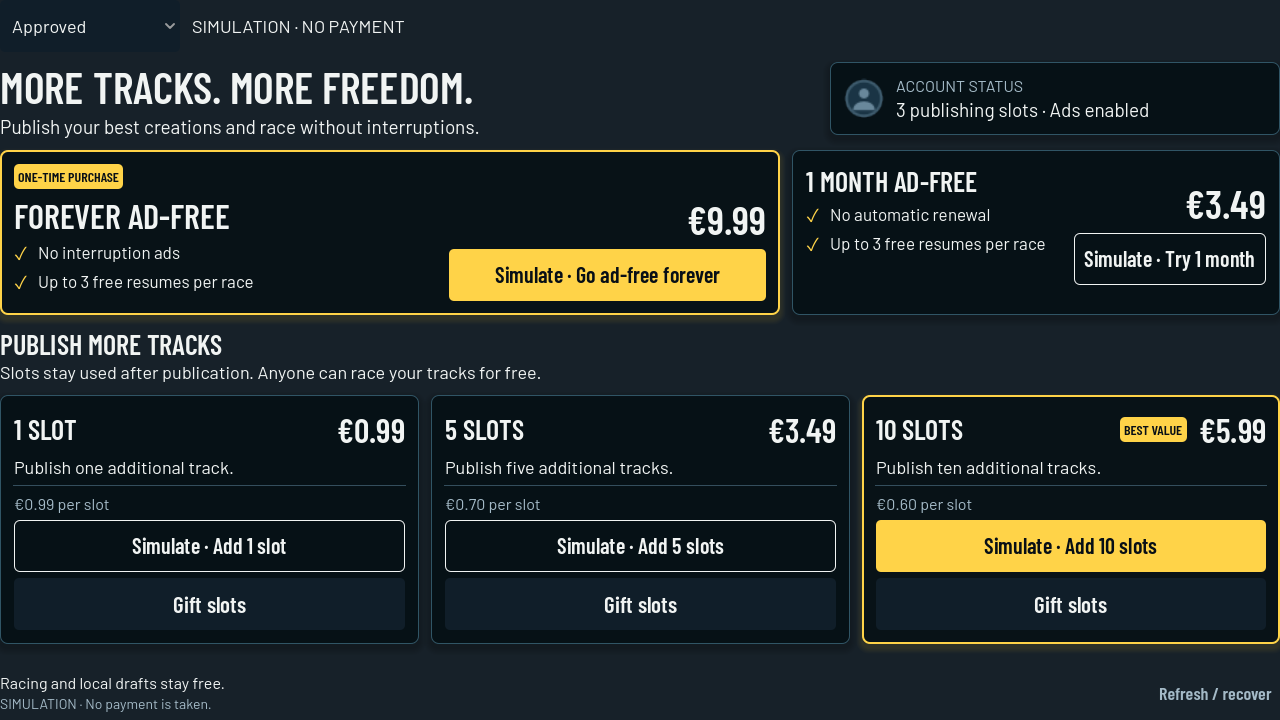 Approved
SIMULATION · NO PAYMENT
MORE TRACKS. MORE FREEDOM.
Publish your best creations and race without interruptions.
ACCOUNT STATUS
3 publishing slots · Ads enabled
ONE-TIME PURCHASE
FOREVER AD-FREE
€9.99
✓ No interruption ads
✓ Up to 3 free resumes per race
Simulate · Go ad-free forever
1 MONTH AD-FREE
€3.49
✓ No automatic renewal
✓ Up to 3 free resumes per race
Simulate · Try 1 month
PUBLISH MORE TRACKS
Slots stay used after publication. Anyone can race your tracks for free.
1 SLOT
€0.99
Publish one additional track.
€0.99 per slot
Simulate · Add 1 slot
Gift slots
5 SLOTS
€3.49
Publish five additional tracks.
€0.70 per slot
Simulate · Add 5 slots
Gift slots
10 SLOTS
BEST VALUE
€5.99
Publish ten additional tracks.
€0.60 per slot
Simulate · Add 10 slots
Gift slots
Racing and local drafts stay free.
SIMULATION · No payment is taken.
Refresh / recover